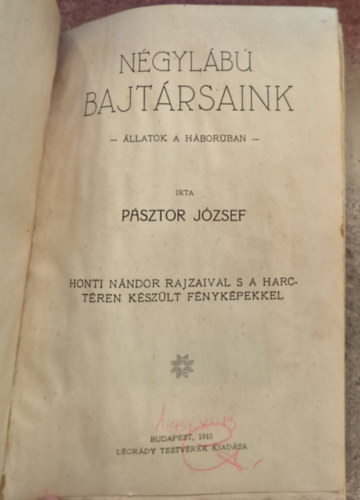 NÉGYLÁBÚ
BAJTÁRSAINK
— ÁLLATOK A HÁBORÚBAN —
IRTA
PÁSZTOR JÓZSEF
HONTI NÁNDOR RAJZAIVAL S A HARC-
TÉREN KÉSZÜLT FÉNYKÉPEKKEL
BUDAPEST, 1915
LÉGRÁDY TESTVÉREK KIADÁSA